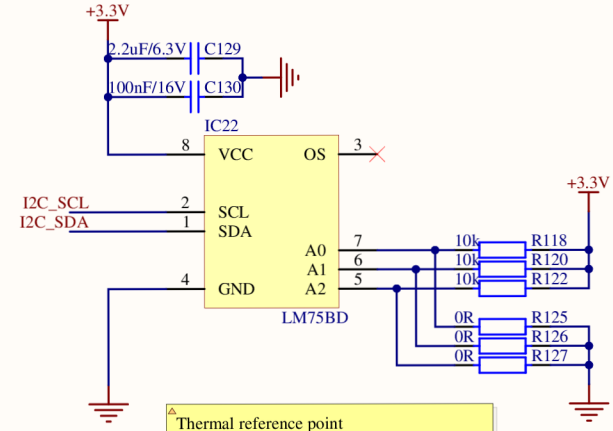 +3.3V
2.2uF/6.3V C129
100nF/16V C130
IC22
8 VCC OS 3
+3.3V
I2C_SCL 2 SCL
I2C_SDA 1 SDA
A0 7 10k R118
A1 6 10k R120
A2 5 10k R122
4 GND
LM75BD
0R R125
0R R126
0R R127
Thermal reference point